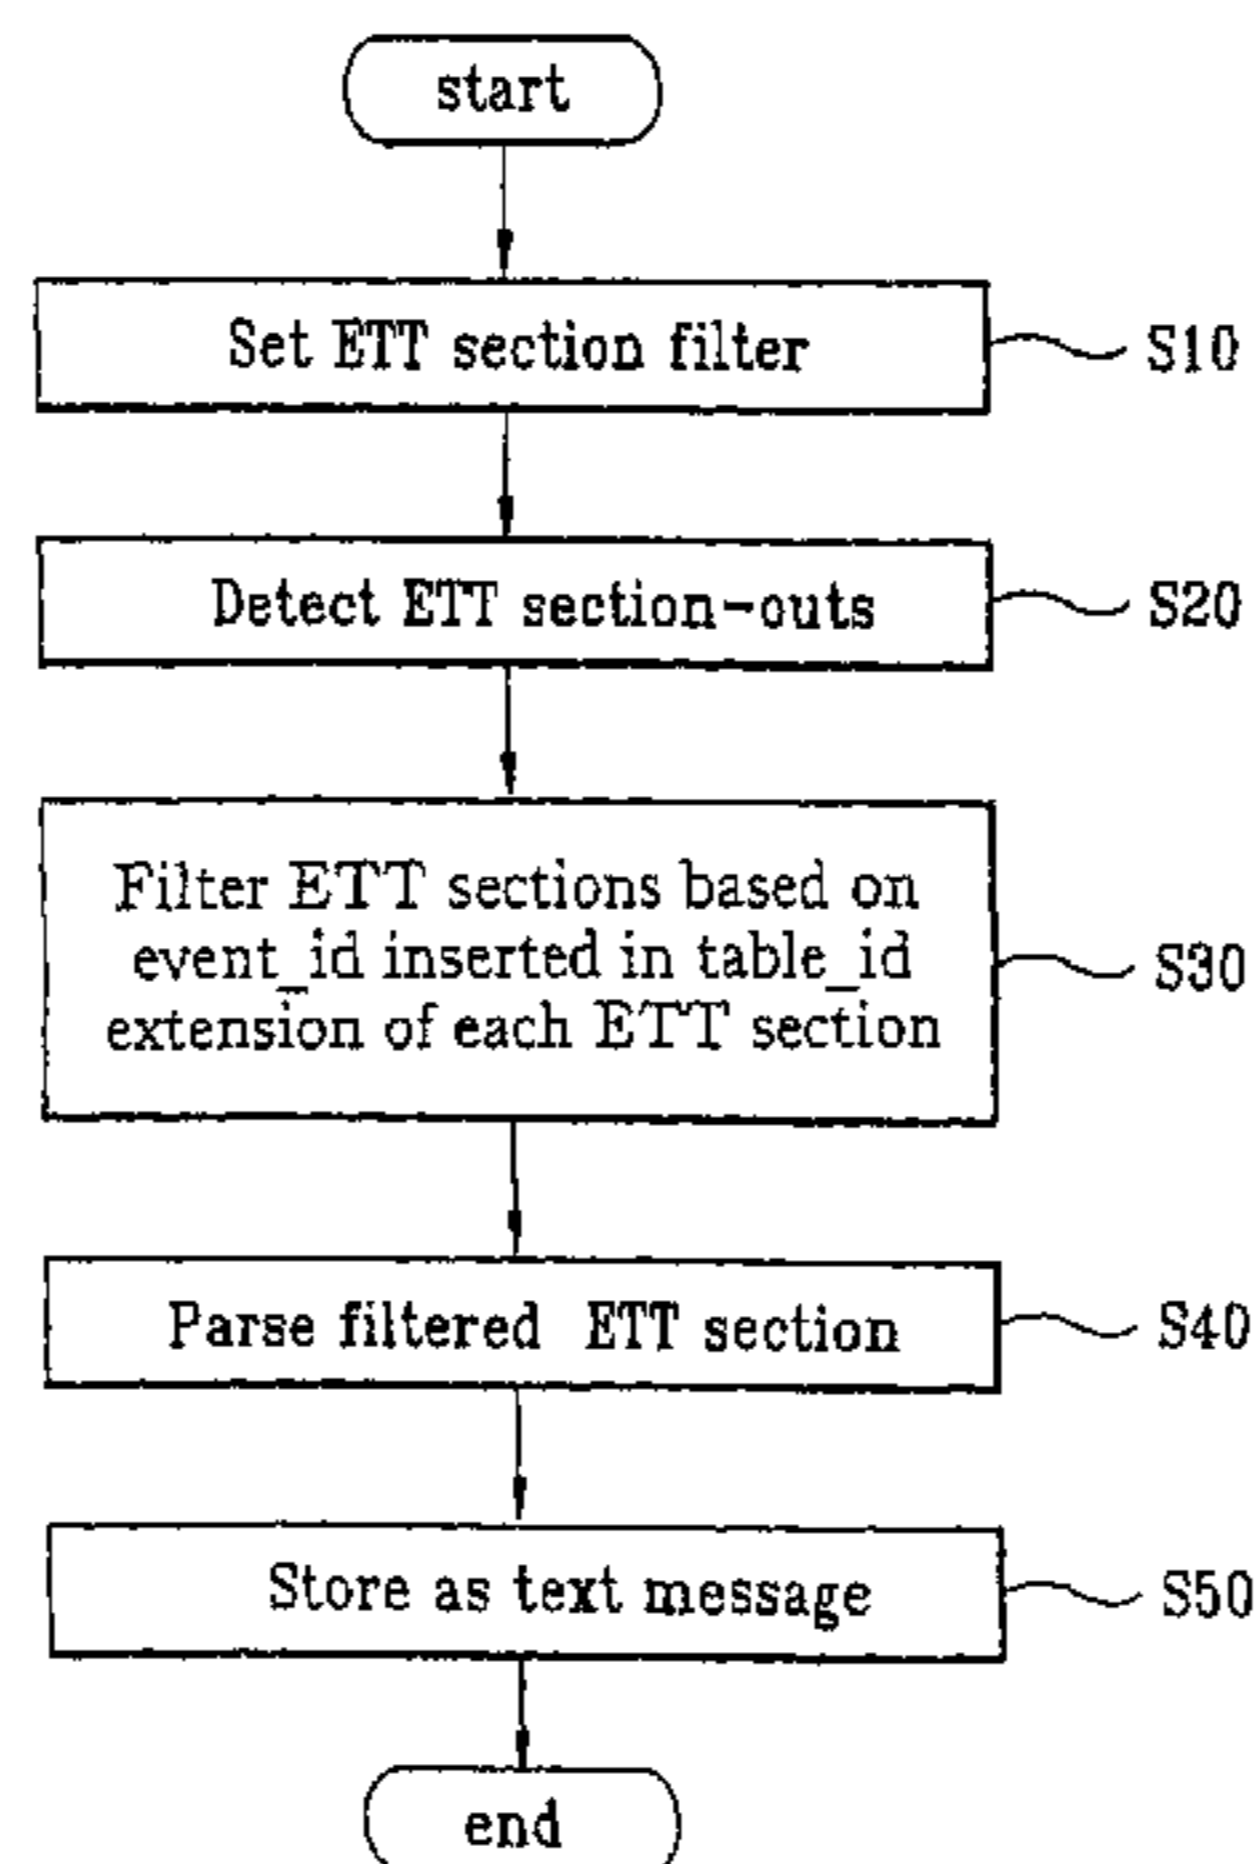 start
Set ETT section filter
S10
Detect ETT section-outs
S20
Filter ETT sections based on
event_id inserted in table_id
extension of each ETT section
S30
Parse filtered ETT section
S40
Store as text message
S50
end